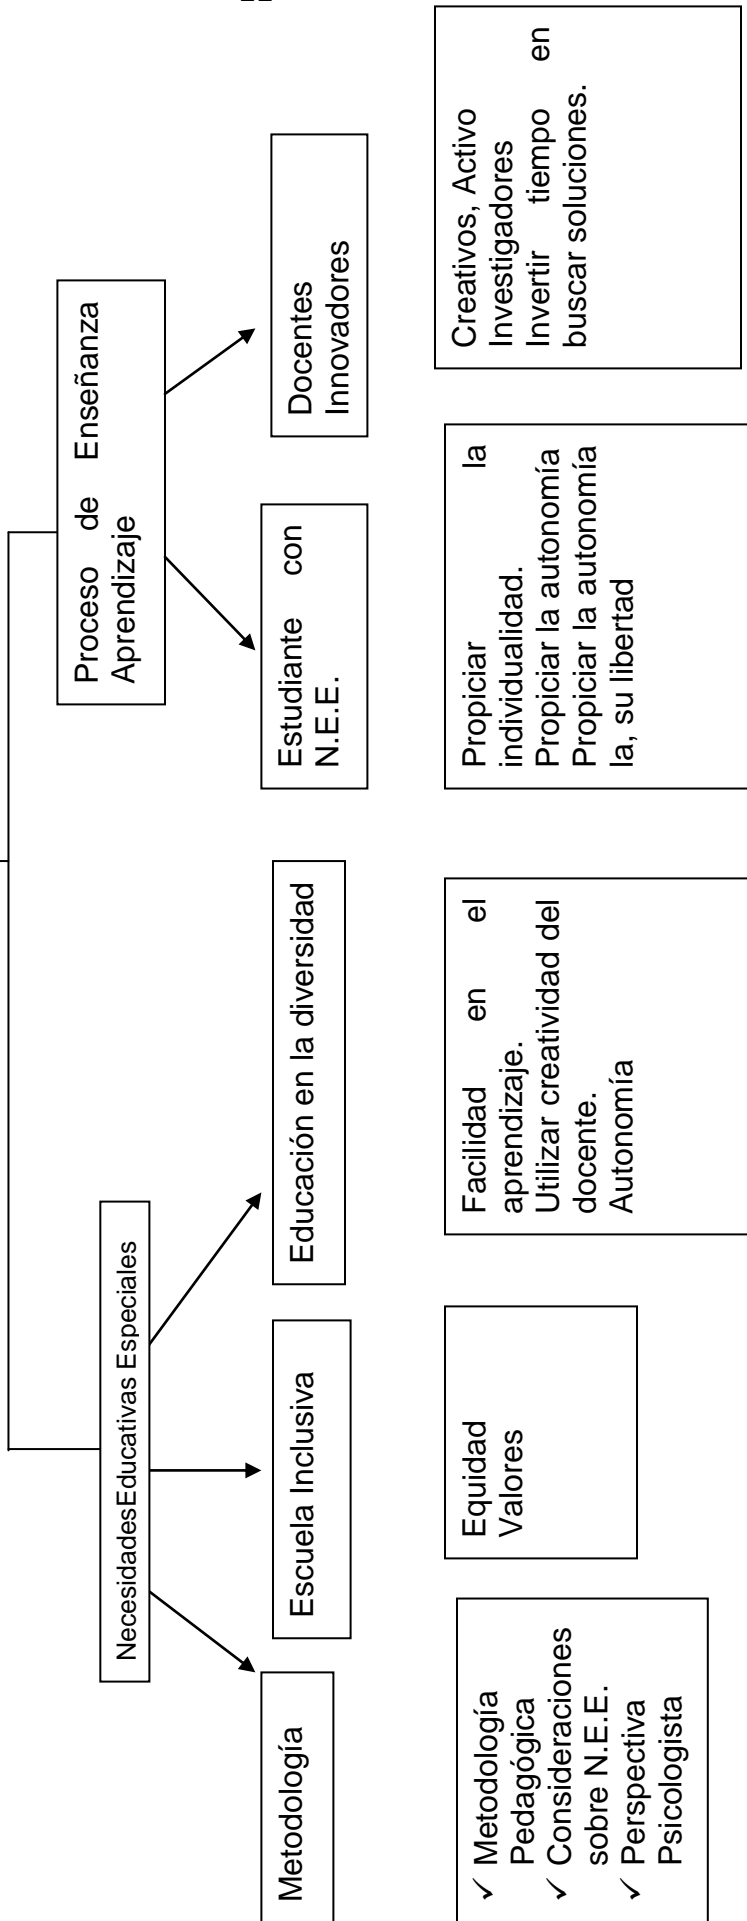 Necesidades Educativas Especiales
Proceso de Enseñanza
Aprendizaje
Metodología
Escuela Inclusiva
Educación en la diversidad
Estudiante con
N.E.E.
Docentes
Innovadores
✓ Metodología
Pedagógica
✓ Consideraciones
sobre N.E.E.
✓ Perspectiva
Psicologista
Equidad
Valores
Facilidad en el
aprendizaje.
Utilizar creatividad del
docente.
Autonomía
Propiciar la
individualidad.
Propiciar la autonomía
Propiciar la autonomía
la, su libertad
Creativos, Activo
Investigadores
Invertir tiempo en
buscar soluciones.